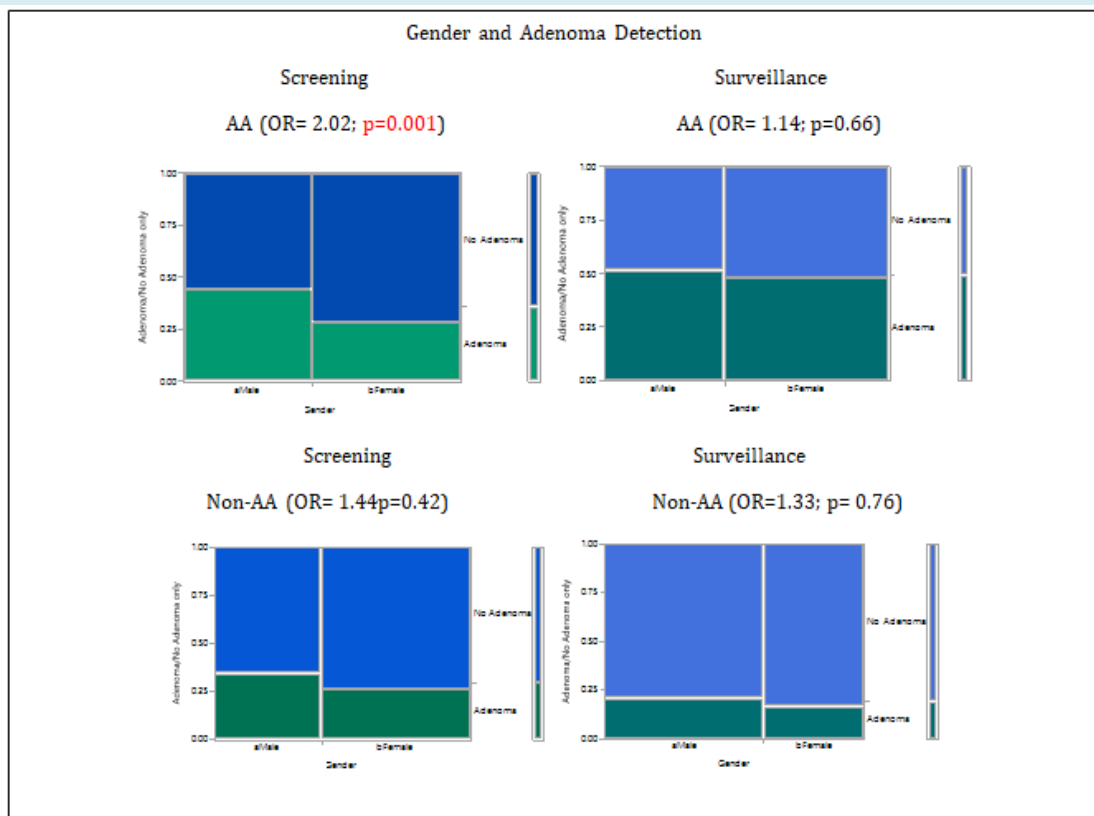 Gender and Adenoma Detection
Screening
Surveillance
AA (OR= 2.02; p=0.001)
AA (OR= 1.14; p=0.66)
Adenoma/No Adenoma only
1.00
0.75
0.50
0.25
0.00
No Adenoma
Adenoma
aMale
bFemale
Gender
Adenoma/No Adenoma only
1.00
0.75
0.50
0.25
0.00
No Adenoma
Adenoma
aMale
bFemale
Gender
Screening
Surveillance
Non-AA (OR= 1.44p=0.42)
Non-AA (OR=1.33; p= 0.76)
Adenoma/No Adenoma only
1.00
0.75
0.50
0.25
0.00
No Adenoma
Adenoma
aMale
bFemale
Gender
Adenoma/No Adenoma only
1.00
0.75
0.50
0.25
0.00
No Adenoma
Adenoma
aMale
bFemale
Gender